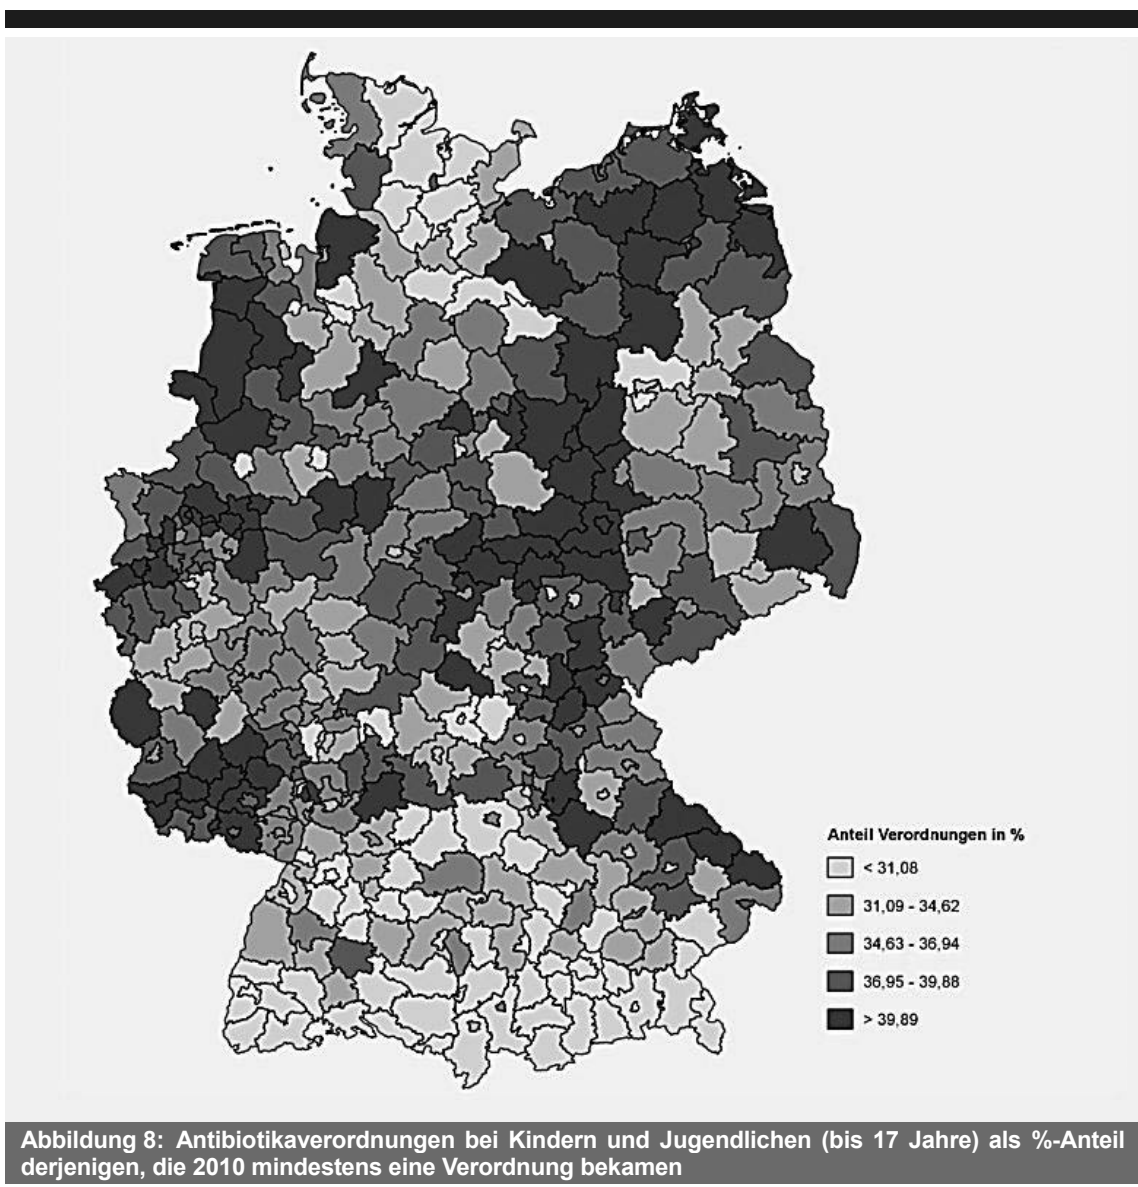 Anteil Verordnungen in %
< 31,08
31,09 - 34,62
34,63 - 36,94
36,95 - 39,88
> 39,89
Abbildung 8: Antibiotikaverordnungen bei Kindern und Jugendlichen (bis 17 Jahre) als %-Anteil
derjenigen, die 2010 mindestens eine Verordnung bekamen